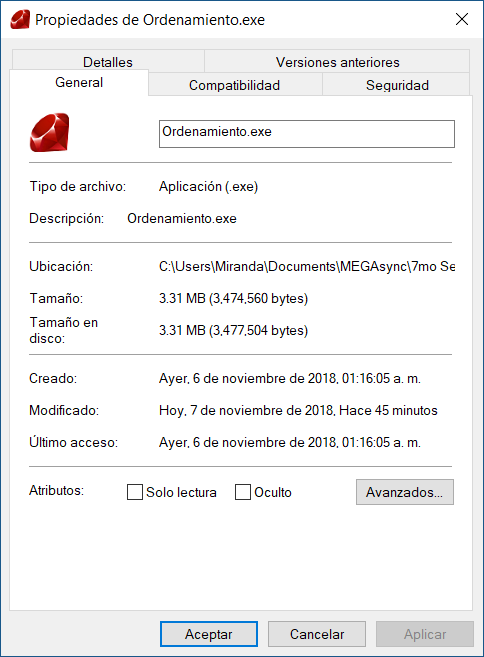 Propiedades de Ordenamiento.exe
Detalles
Versiones anteriores
General
Compatibilidad
Seguridad
Ordenamiento.exe
Tipo de archivo: Aplicación (.exe)
Descripción: Ordenamiento.exe
Ubicación: C:\Users\Miranda\Documents\MEGAsync\7mo Se
Tamaño: 3.31 MB (3,474,560 bytes)
Tamaño en
disco: 3.31 MB (3,477,504 bytes)
Creado: Ayer, 6 de noviembre de 2018, 01:16:05 a. m.
Modificado: Hoy, 7 de noviembre de 2018, Hace 45 minutos
Último acceso: Ayer, 6 de noviembre de 2018, 01:16:05 a. m.
Atributos: Solo lectura Oculto Avanzados...
Aceptar Cancelar Aplicar